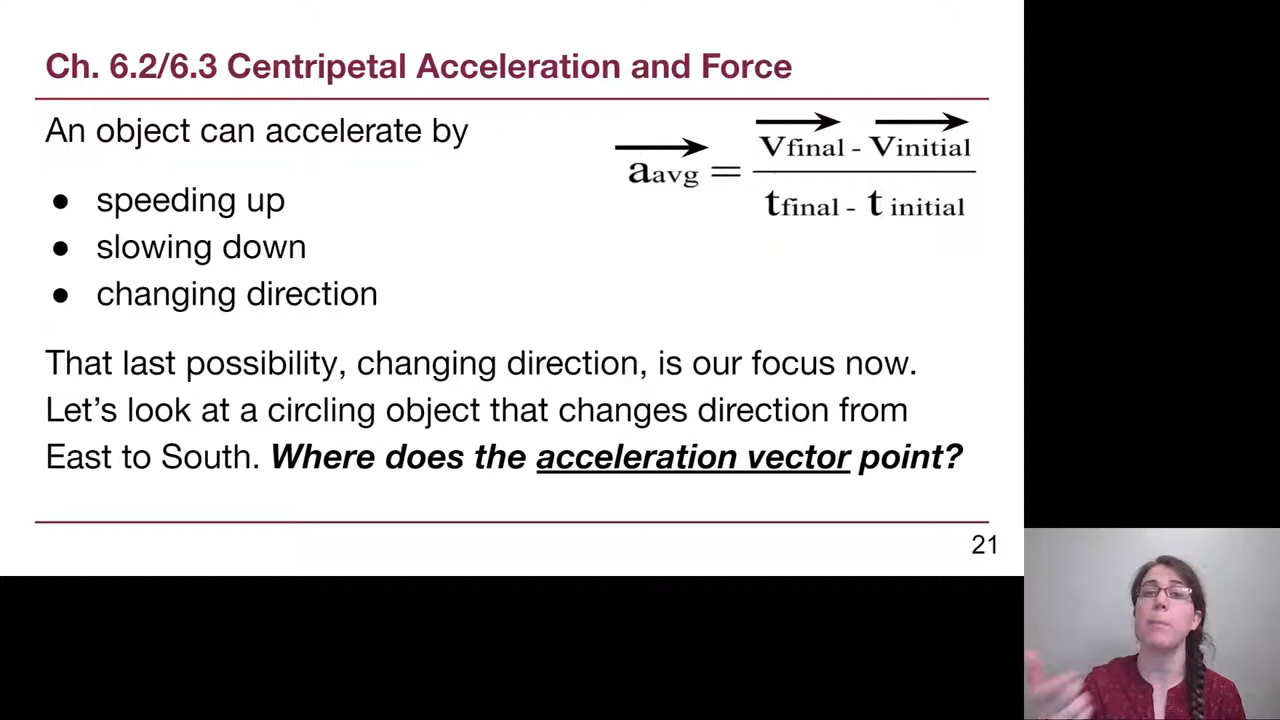 Ch. 6.2/6.3 Centripetal Acceleration and Force
An object can accelerate by
● speeding up
● slowing down
● changing direction
aavg = vfinal - vinitial
tfinal - t initial
That last possibility, changing direction, is our focus now.
Let’s look at a circling object that changes direction from
East to South. Where does the acceleration vector point?
21